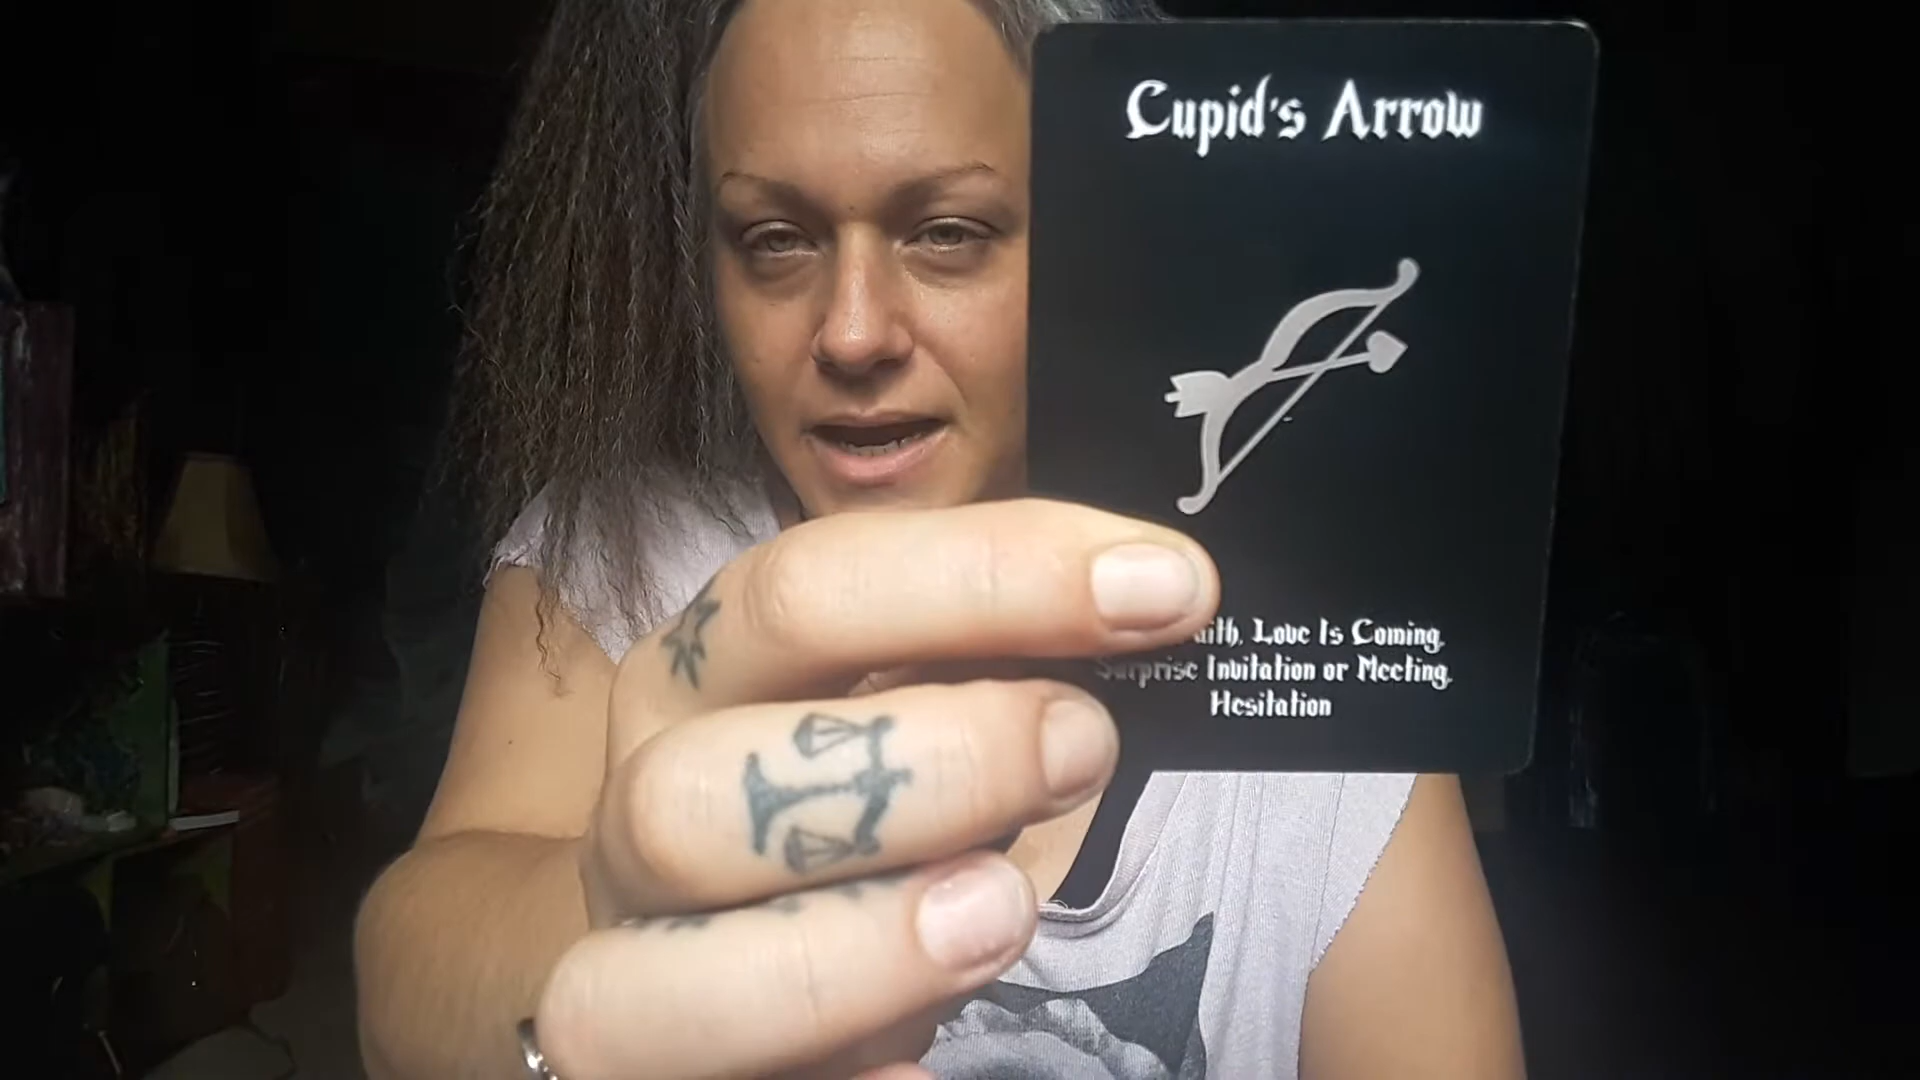 Cupid's Arrow
Love Is Coming,
Surprise Invitation or Meeting,
Hesitation